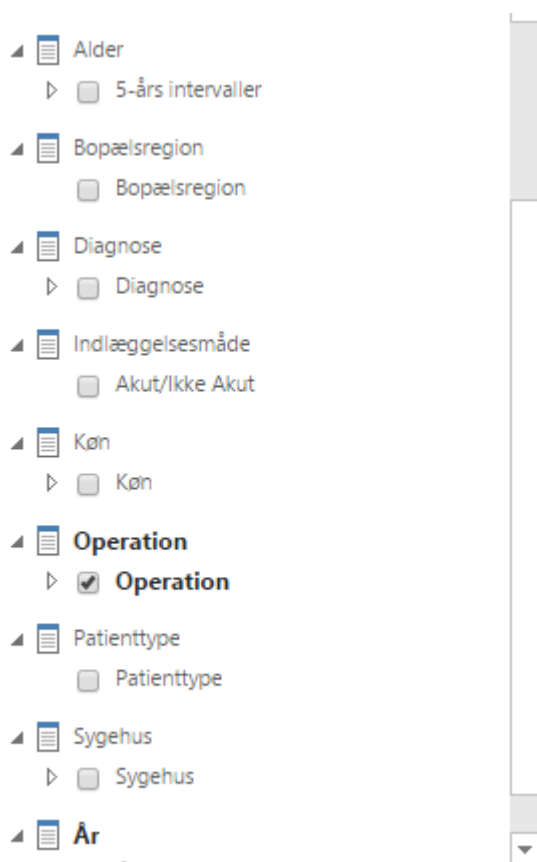 Alder
5-års intervaller
Bopælsregion
Bopælsregion
Diagnose
Diagnose
Indlæggelsesmåde
Akut/Ikke Akut
Køn
Køn
Operation
Operation
Patienttype
Patienttype
Sygehus
Sygehus
År